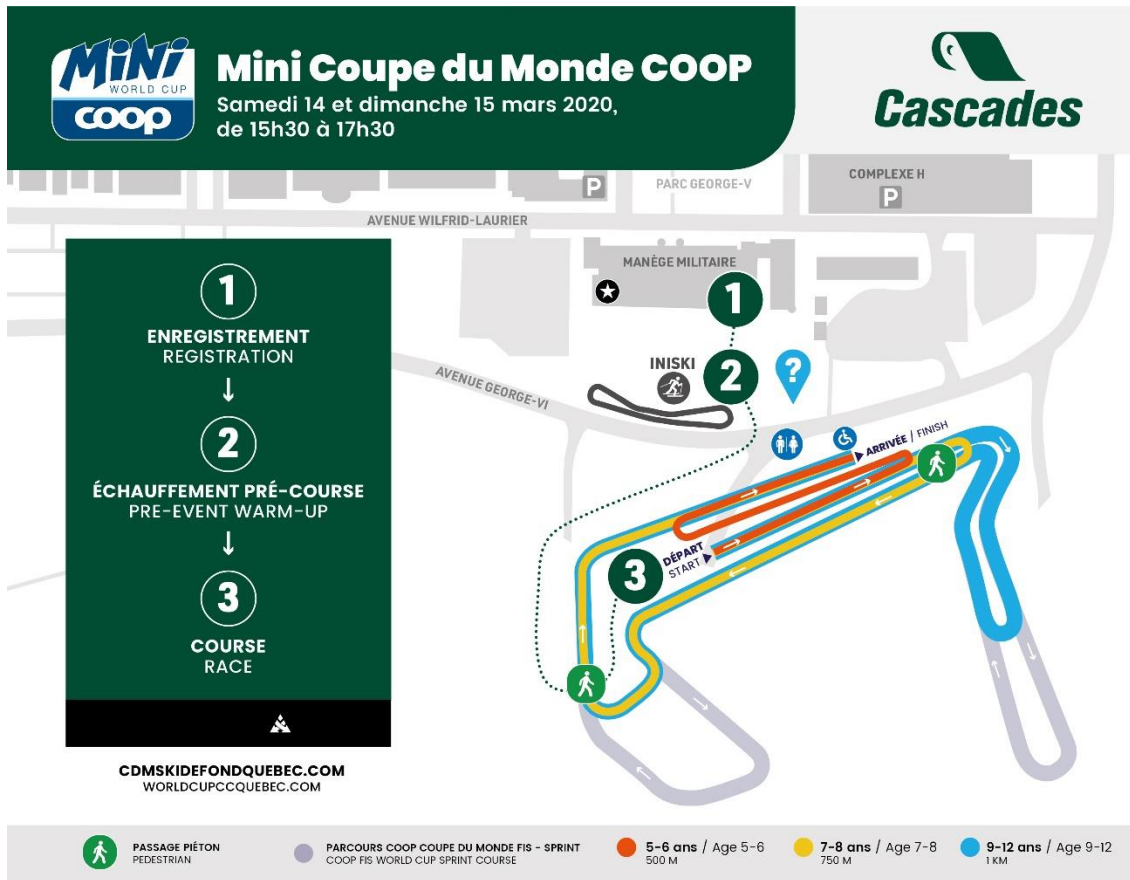 MINI
WORLD CUP
COOP
Mini Coupe du Monde COOP
Samedi 14 et dimanche 15 mars 2020,
de 15h30 à 17h30
Cascades
P
PARC GEORGE-V
COMPLEXE H
P
AVENUE WILFRID-LAURIER
MANÈGE MILITAIRE
1
INISKI
2
?
AVENUE GEORGE-VI
ARRIVÉE / FINISH
DÉPART
START
3
1
ENREGISTREMENT
REGISTRATION
↓
2
ÉCHAUFFEMENT PRÉ-COURSE
PRE-EVENT WARM-UP
↓
3
COURSE
RACE
CDMSKIDEFONDQUEBEC.COM
WORLDCUPCCQUEBEC.COM
PASSAGE PIÉTON
PEDESTRIAN
PARCOURS COOP COUPE DU MONDE FIS - SPRINT
COOP FIS WORLD CUP SPRINT COURSE
5-6 ans / Age 5-6
500 M
7-8 ans / Age 7-8
750 M
9-12 ans / Age 9-12
1 KM